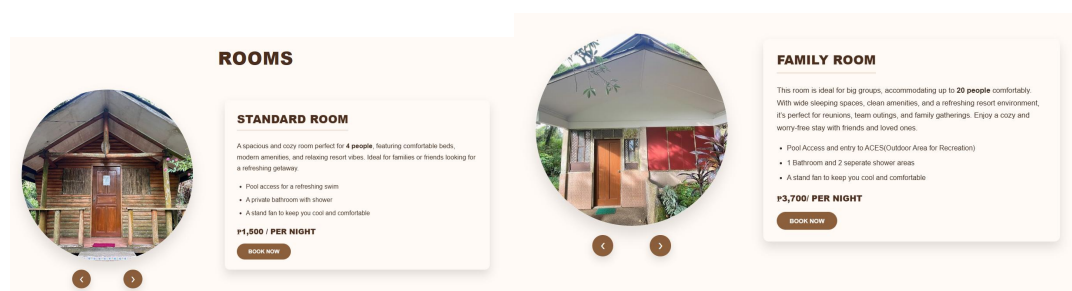 ROOMS
STANDARD ROOM
A spacious and cozy room perfect for 4 people, featuring comfortable beds,
modern amenities, and relaxing resort vibes. Ideal for families or friends looking for
a refreshing getaway.
• Pool access for a refreshing swim
• A private bathroom with shower
• A stand fan to keep you cool and comfortable
₱1,500 / PER NIGHT
BOOK NOW
FAMILY ROOM
This room is ideal for big groups, accommodating up to 20 people comfortably.
With wide sleeping spaces, clean amenities, and a refreshing resort environment,
it's perfect for reunions, team outings, and family gatherings. Enjoy a cozy and
worry-free stay with friends and loved ones.
• Pool Access and entry to ACES(Outdoor Area for Recreation)
• 1 Bathroom and 2 seperate shower areas
• A stand fan to keep you cool and comfortable
₱3,700/ PER NIGHT
BOOK NOW